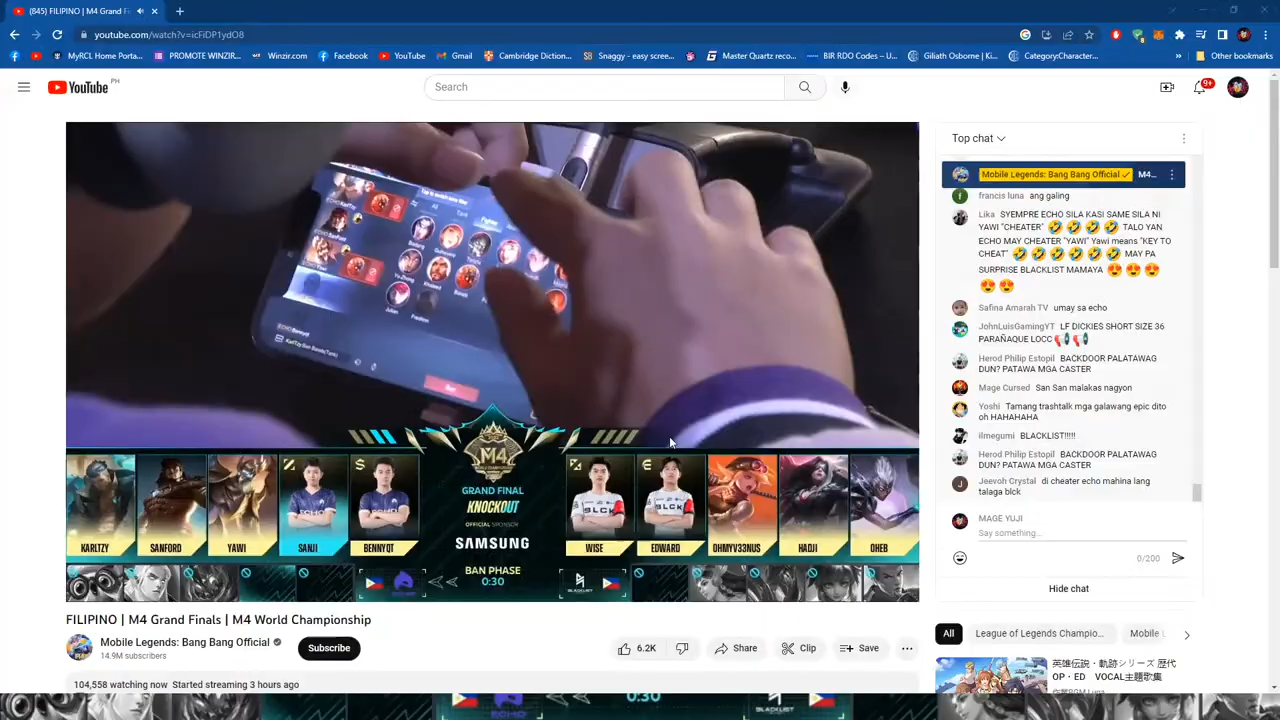 (845) FILIPINO | M4 Grand Fi
youtube.com/watch?v=icFiDP1ydO8
MyRCL Home Porta... PROMOTE WINZIR... Winzir.com Facebook YouTube Gmail Cambridge Diction... Snaggy - easy scree... Master Quartz reco... BIR RDO Codes – U... Giliath Osborne | Ki... CategoryCharacter... » Other bookmarks
YouTube PH
Search
9+
Top chat
Mobile Legends: Bang Bang Official M4...
francis luna ang galing
Lika SYEMPRE ECHO SILA KASI SAME SILA NI
YAWI "CHEATER" 🤣 🤣 🤣 🤣 TALO YAN
ECHO MAY CHEATER "YAWI" Yawi means "KEY TO
CHEAT" 🤣 🤣 🤣 🤣 🤣 🤣 MAY PA
SURPRISE BLACKLIST MAMAYA 😍 😍 😍
😍 😍
Safina Amarah TV umay sa echo
JohnLuisGamingYT LF DICKIES SHORT SIZE 36
PARAÑAQUE LOCC 📢 📢
Herod Philip Estopil BACKDOOR PALATAWAG
DUN? PATAWA MGA CASTER
Mage Cursed San San malakas nagyon
Yoshi Tamang trashtalk mga galawang epic dito
oh HAHAHAHA
ilmegumi BLACKLIST!!!!!
Herod Philip Estopil BACKDOOR PALATAWAG
DUN? PATAWA MGA CASTER
Jeevoh Crystal di cheater echo mahina lang
talaga blck
MAGE YUJI
Say something...
0/200
Hide chat
M4
WORLD CHAMPIONSHIP
GRAND FINAL
KNOCKOUT
OFFICIAL SPONSOR
SAMSUNG
BAN PHASE
0:30
KARLTZY SANFORD YAWI SANJI BENNYQT WISE EDWARD OHMYV33NUS HADJI OHEB
ECHO BLACKLIST
FILIPINO | M4 Grand Finals | M4 World Championship
Mobile Legends: Bang Bang Official
14.9M subscribers
Subscribe
6.2K Share Clip Save
104,558 watching now Started streaming 3 hours ago
All League of Legends Champio... Mobile L
英雄伝説・軌跡シリーズ 歴代
OP・ED VOCAL主題歌集
0:30